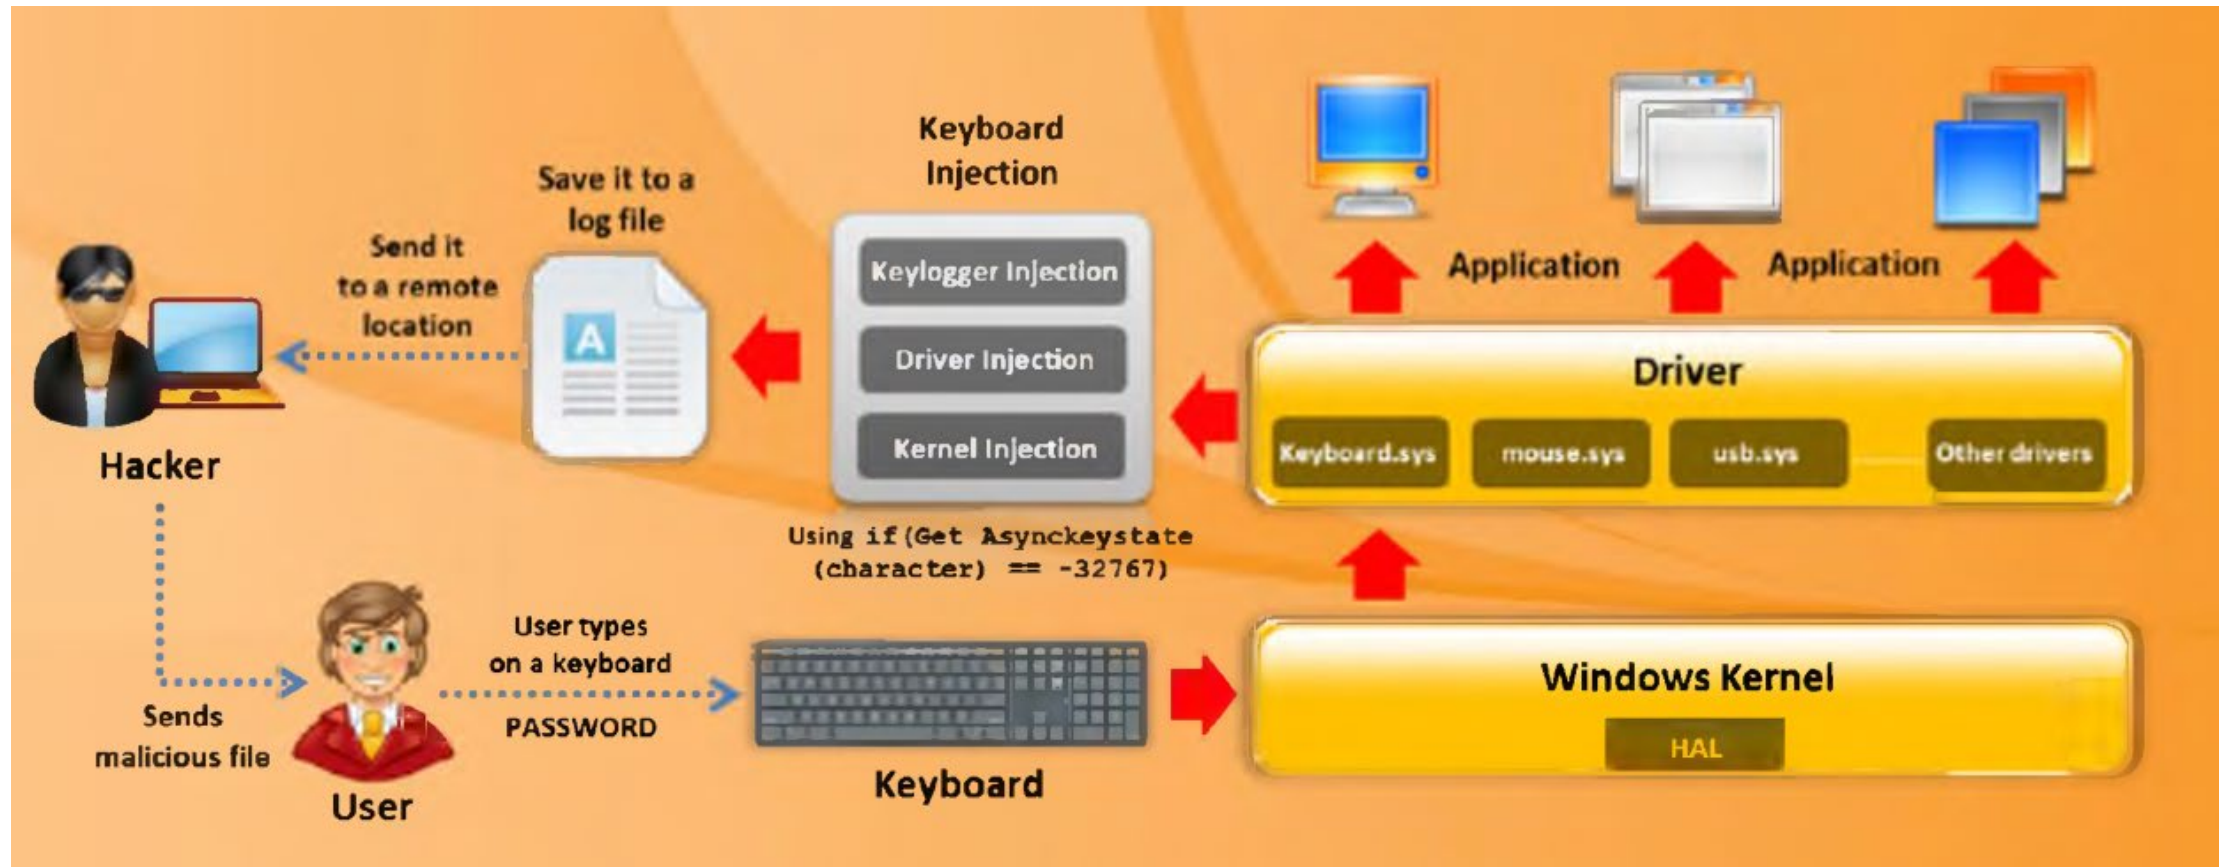 Keyboard
Injection
Save it to a
log file
Send it
to a remote
location
Keylogger Injection
Driver Injection
Kernel Injection
Application
Application
Driver
Keyboard.sys
mouse.sys
usb.sys
Other drivers
A
Hacker
Using if(Get Asynckeystate
(character) == -32767)
User types
on a keyboard
PASSWORD
Windows Kernel
HAL
Sends
malicious file
Keyboard
User